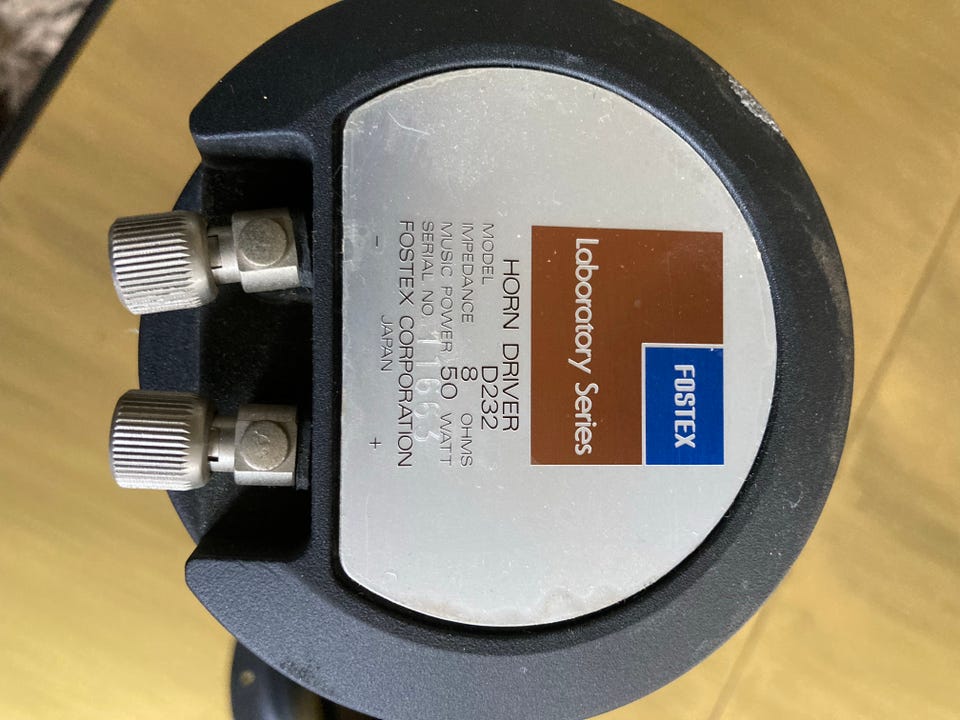 FOSTEX
Laboratory Series
HORN DRIVER
MODEL D232
IMPEDANCE 8 OHMS
MUSIC POWER 50 WATT
SERIAL NO. 11663
FOSTEX CORPORATION
JAPAN
− +